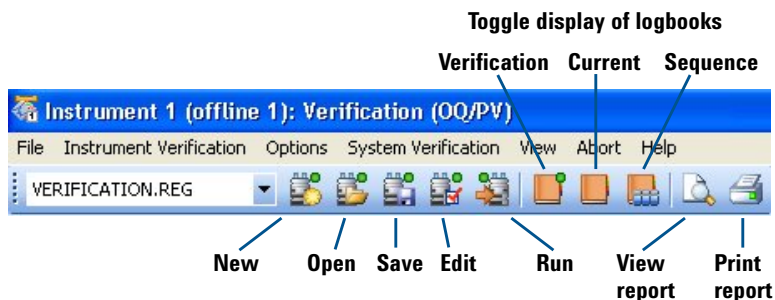 Toggle display of logbooks
Verification Current Sequence
Instrument 1 (offline 1): Verification (OQ/PV)
File Instrument Verification Options System Verification View Abort Help
VERIFICATION.REG
New Open Save Edit Run View report Print report